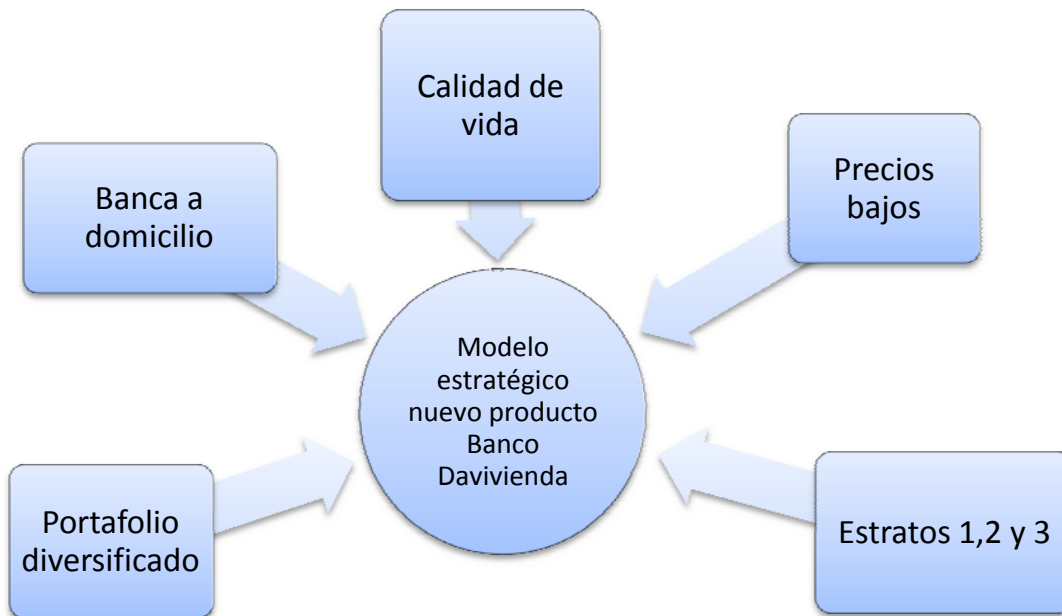 Calidad de
vida
Banca a
domicilio
Precios
bajos
Modelo
estratégico
nuevo producto
Banco
Davivienda
Portafolio
diversificado
Estratos 1,2 y 3